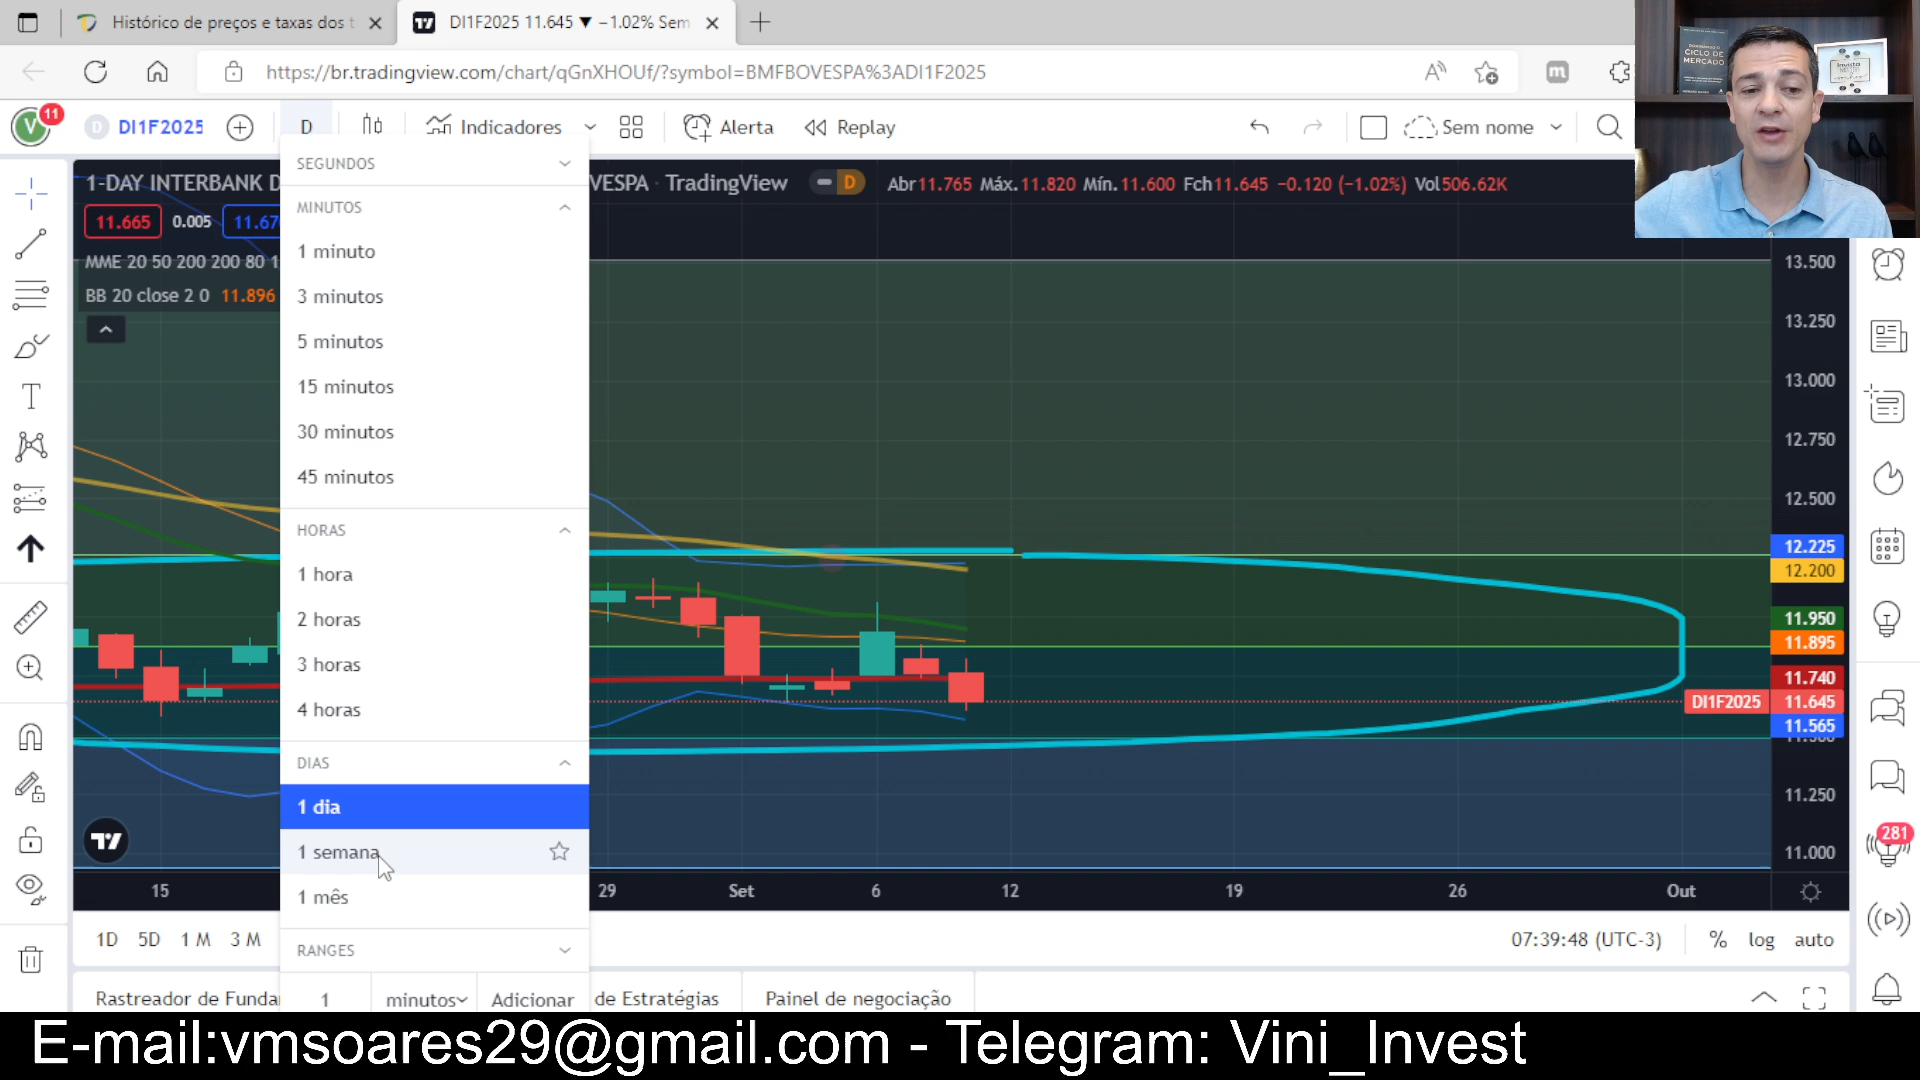 Histórico de preços e taxas dos t
DI1F2025 11.645 ▼ −1.02% Sem
https://br.tradingview.com/chart/qGnXHOUf/?symbol=BMFBOVESPA%3ADI1F2025
V
11
D
DI1F2025
D
Indicadores
Alerta
Replay
Sem nome
CICLO DE
MERCADO
1-DAY INTERBANK D
VESPA · TradingView
D
Abr11.765 Máx.11.820 Mín.11.600 Fch11.645 −0.120 (−1.02%) Vol506.62K
11.665
0.005
11.67
MME 20 50 200 200 80 1
BB 20 close 2 0 11.896
SEGUNDOS
MINUTOS
1 minuto
3 minutos
5 minutos
15 minutos
30 minutos
45 minutos
HORAS
1 hora
2 horas
3 horas
4 horas
DIAS
1 dia
1 semana
1 mês
RANGES
1
minutos
Adicionar
13.500
13.250
13.000
12.750
12.500
12.225
12.200
11.950
11.895
11.740
DI1F2025
11.645
11.565
11.250
11.000
281
15
29
Set
6
12
19
26
Out
1D
5D
1 M
3 M
07:39:48 (UTC-3)
%
log
auto
Rastreador de Funda
de Estratégias
Painel de negociação
E-mail:vmsoares29@gmail.com - Telegram: Vini_Invest